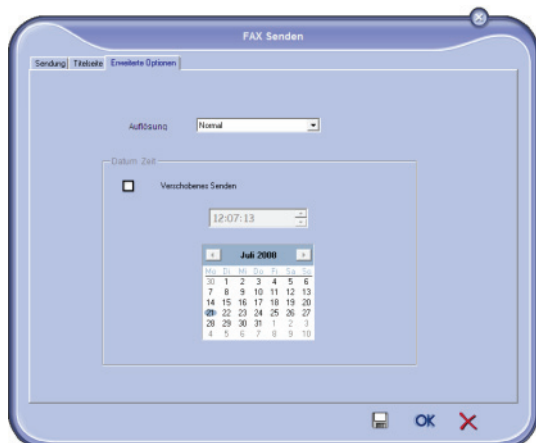 FAX Senden
Sendung Titelseite Erweiterte Optionen
Auflösung Normal
Datum Zeit
Verschobenes Senden
12:07:13
Juli 2008
Mo Di Mi Do Fr Sa So
30 1 2 3 4 5 6
7 8 9 10 11 12 13
14 15 16 17 18 19 20
21 22 23 24 25 26 27
28 29 30 31 1 2 3
4 5 6 7 8 9 10
OK